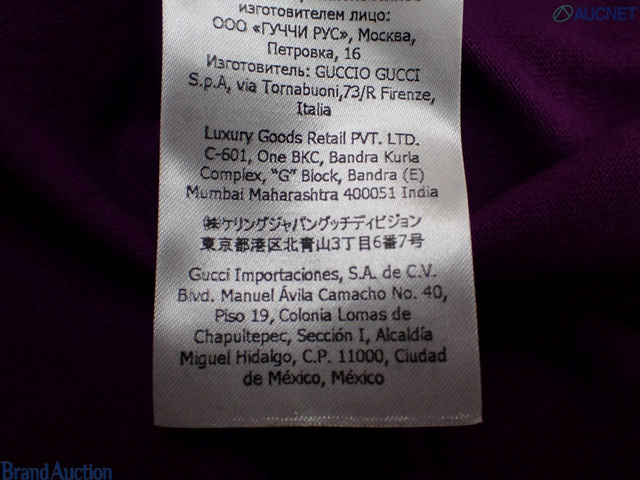 изготовителем лицо:
ООО «ГУЧЧИ РУС», Москва,
Петровка, 16
Изготовитель: GUCCIO GUCCI
S.p.A, via Tornabuoni,73/R Firenze,
Italia
Luxury Goods Retail PVT. LTD.
C-601, One BKC, Bandra Kurla
Complex, "G" Block, Bandra (E)
Mumbai Maharashtra 400051 India
㈱ケリングジャパングッチディビジョン
東京都港区北青山3丁目6番7号
Gucci Importaciones, S.A. de C.V.
Blvd. Manuel Ávila Camacho No. 40,
Piso 19, Colonia Lomas de
Chapultepec, Sección I, Alcaldía
Miguel Hidalgo, C.P. 11000, Ciudad
de México, México
AUCNET
BRAND AUCTION